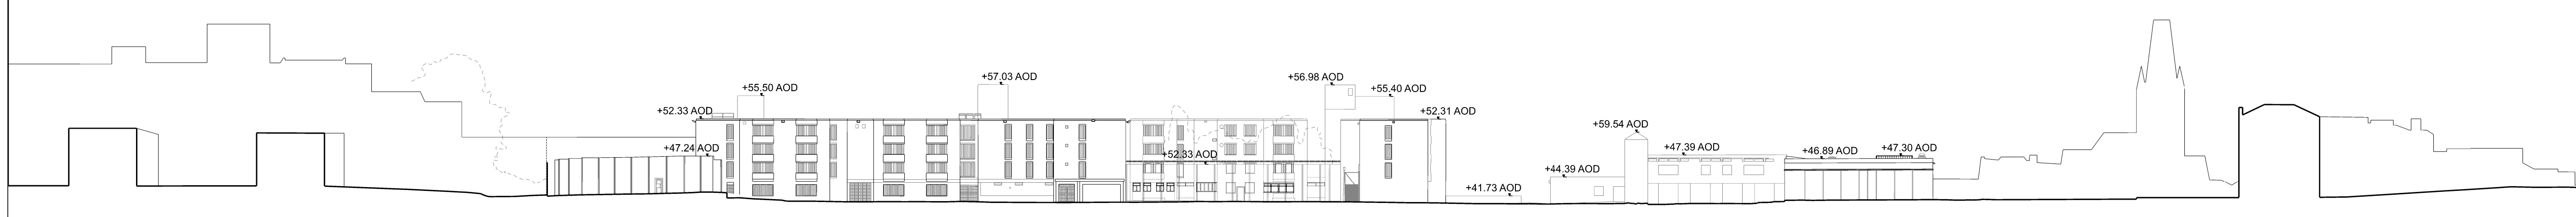 +55.50 AOD
+57.03 AOD
+56.98 AOD
+55.40 AOD
+52.33 AOD
+52.31 AOD
+59.54 AOD
+47.24 AOD
+52.33 AOD
+47.39 AOD
+46.89 AOD
+47.30 AOD
+44.39 AOD
+41.73 AOD